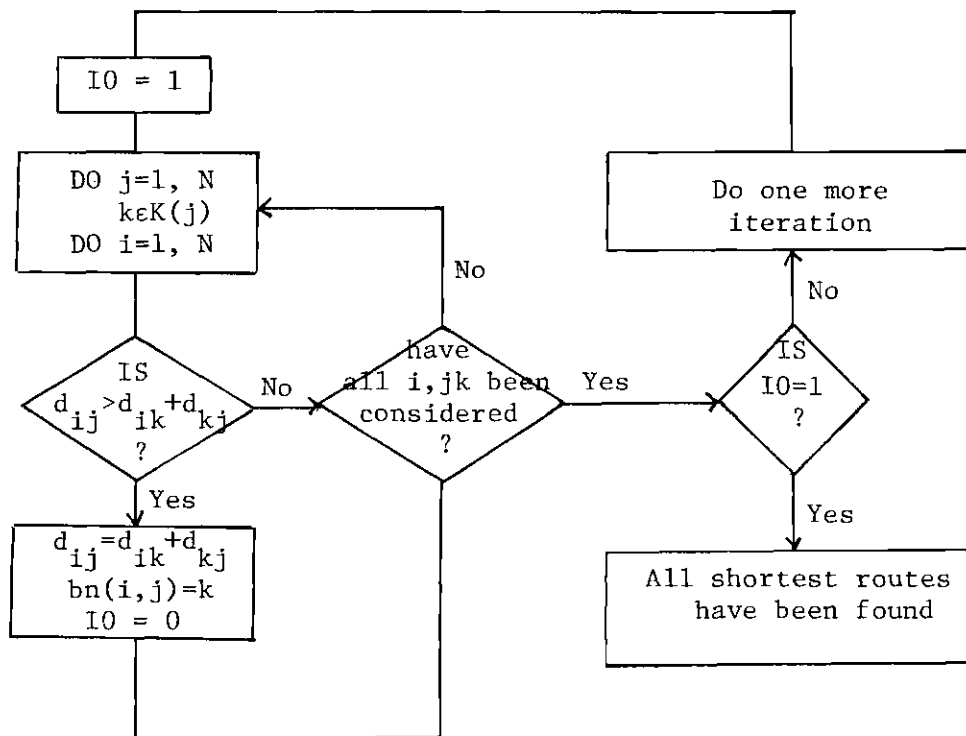 IO = 1
DO j=1, N
kεK(j)
DO i=1, N
IS
d_ij>d_ik+d_kj
?
No
Yes
d_ij=d_ik+d_kj
bn(i,j)=k
IO = 0
have
all i,jk been
considered
?
No
Yes
IS
IO=1
?
No
Do one more
iteration
Yes
All shortest routes
have been found